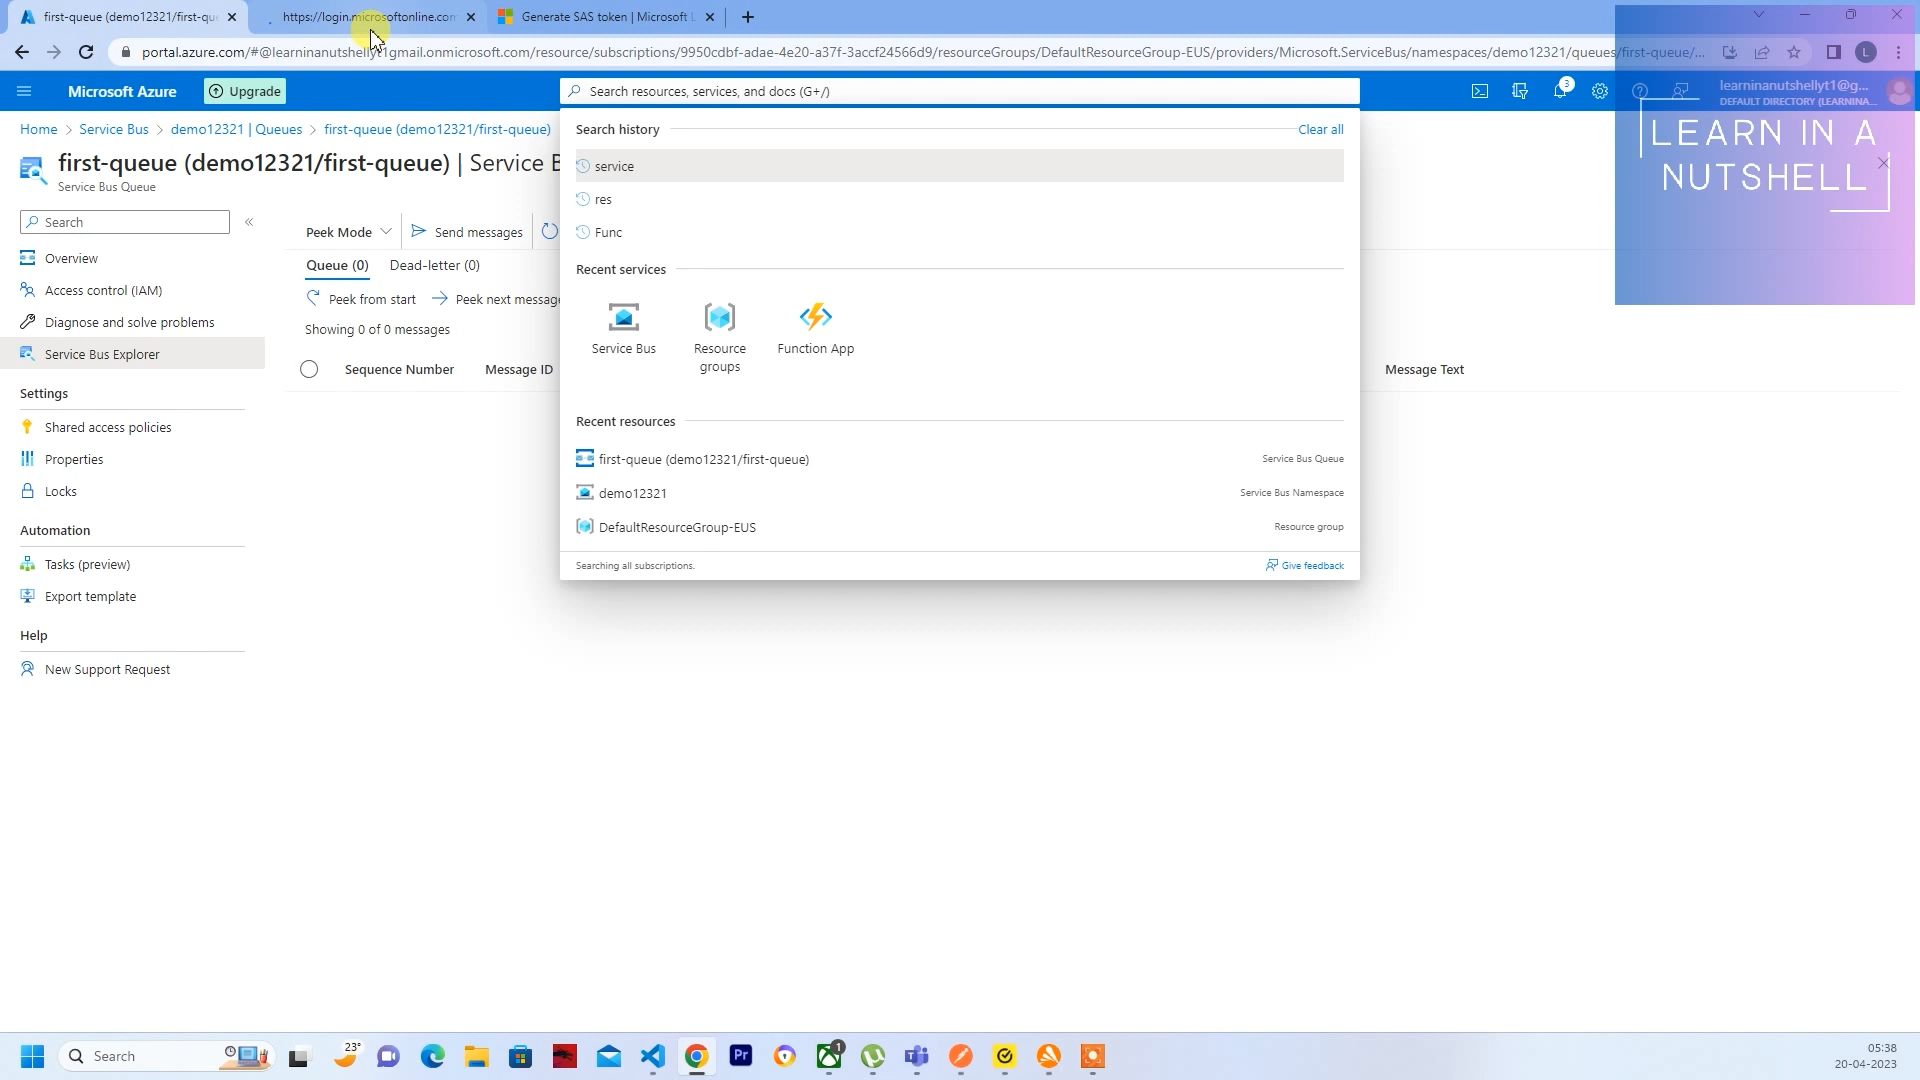 first-queue (demo12321/first-qu
https://login.microsoftonline.com
Generate SAS token | Microsoft L
portal.azure.com/#@learninanutshellyt1gmail.onmicrosoft.com/resource/subscriptions/9950cdbf-adae-4e20-a37f-3accf24566d9/resourceGroups/DefaultResourceGroup-EUS/providers/Microsoft.ServiceBus/namespaces/demo12321/queues/first-queue/...
L
Microsoft Azure
Upgrade
Search resources, services, and docs (G+/)
3
learninanutshellyt1@g...
DEFAULT DIRECTORY (LEARNINA...
Home > Service Bus > demo12321 | Queues > first-queue (demo12321/first-queue)
first-queue (demo12321/first-queue) | Service B
Service Bus Queue
LEARN IN A
NUTSHELL
Search
Overview
Access control (IAM)
Diagnose and solve problems
Service Bus Explorer
Settings
Shared access policies
Properties
Locks
Automation
Tasks (preview)
Export template
Help
New Support Request
Peek Mode
Send messages
Queue (0)
Dead-letter (0)
Peek from start
Peek next message
Showing 0 of 0 messages
Sequence Number
Message ID
Message Text
Search history
Clear all
service
res
Func
Recent services
Service Bus
Resource
groups
Function App
Recent resources
first-queue (demo12321/first-queue)
Service Bus Queue
demo12321
Service Bus Namespace
DefaultResourceGroup-EUS
Resource group
Searching all subscriptions.
Give feedback
Search
23°
Pr
1
05:38
20-04-2023